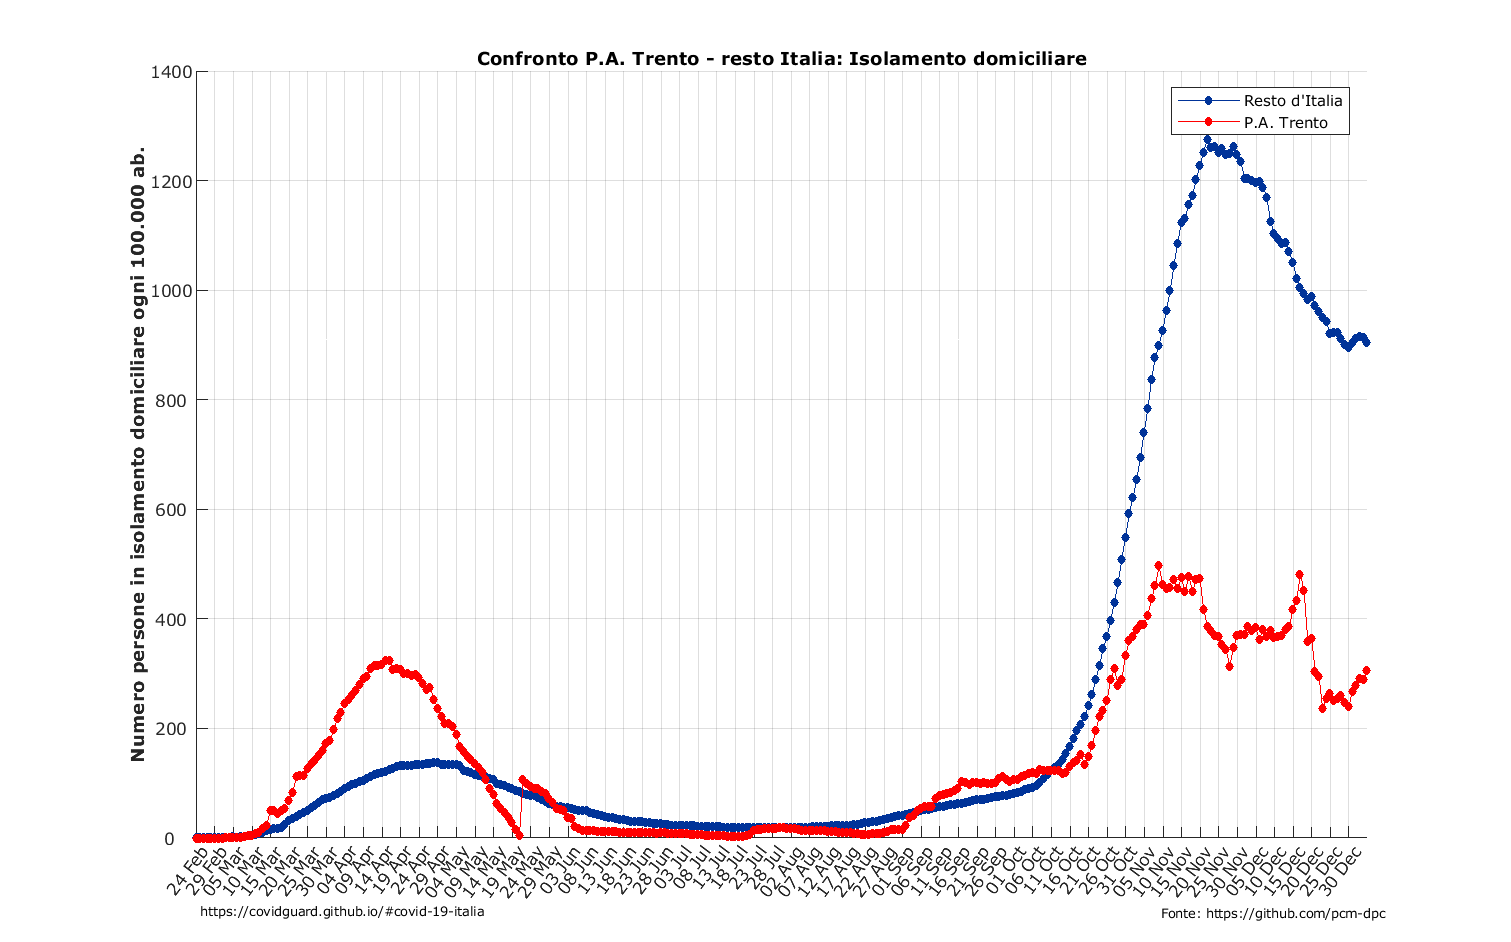 Confronto P.A. Trento - resto Italia: Isolamento domiciliare
Resto d'Italia
P.A. Trento
Numero persone in isolamento domiciliare ogni 100.000 ab.
1400
1200
1000
800
600
400
200
0
24 Feb
29 Feb
05 Mar
10 Mar
15 Mar
20 Mar
25 Mar
30 Mar
04 Apr
09 Apr
14 Apr
19 Apr
24 Apr
29 Apr
04 May
09 May
14 May
19 May
24 May
29 May
03 Jun
08 Jun
13 Jun
18 Jun
23 Jun
28 Jun
03 Jul
08 Jul
13 Jul
18 Jul
23 Jul
28 Jul
02 Aug
07 Aug
12 Aug
17 Aug
22 Aug
27 Aug
01 Sep
06 Sep
11 Sep
16 Sep
21 Sep
26 Sep
01 Oct
06 Oct
11 Oct
16 Oct
21 Oct
26 Oct
31 Oct
05 Nov
10 Nov
15 Nov
20 Nov
25 Nov
30 Nov
05 Dec
10 Dec
15 Dec
20 Dec
25 Dec
30 Dec
https://covidguard.github.io/#covid-19-italia
Fonte: https://github.com/pcm-dpc